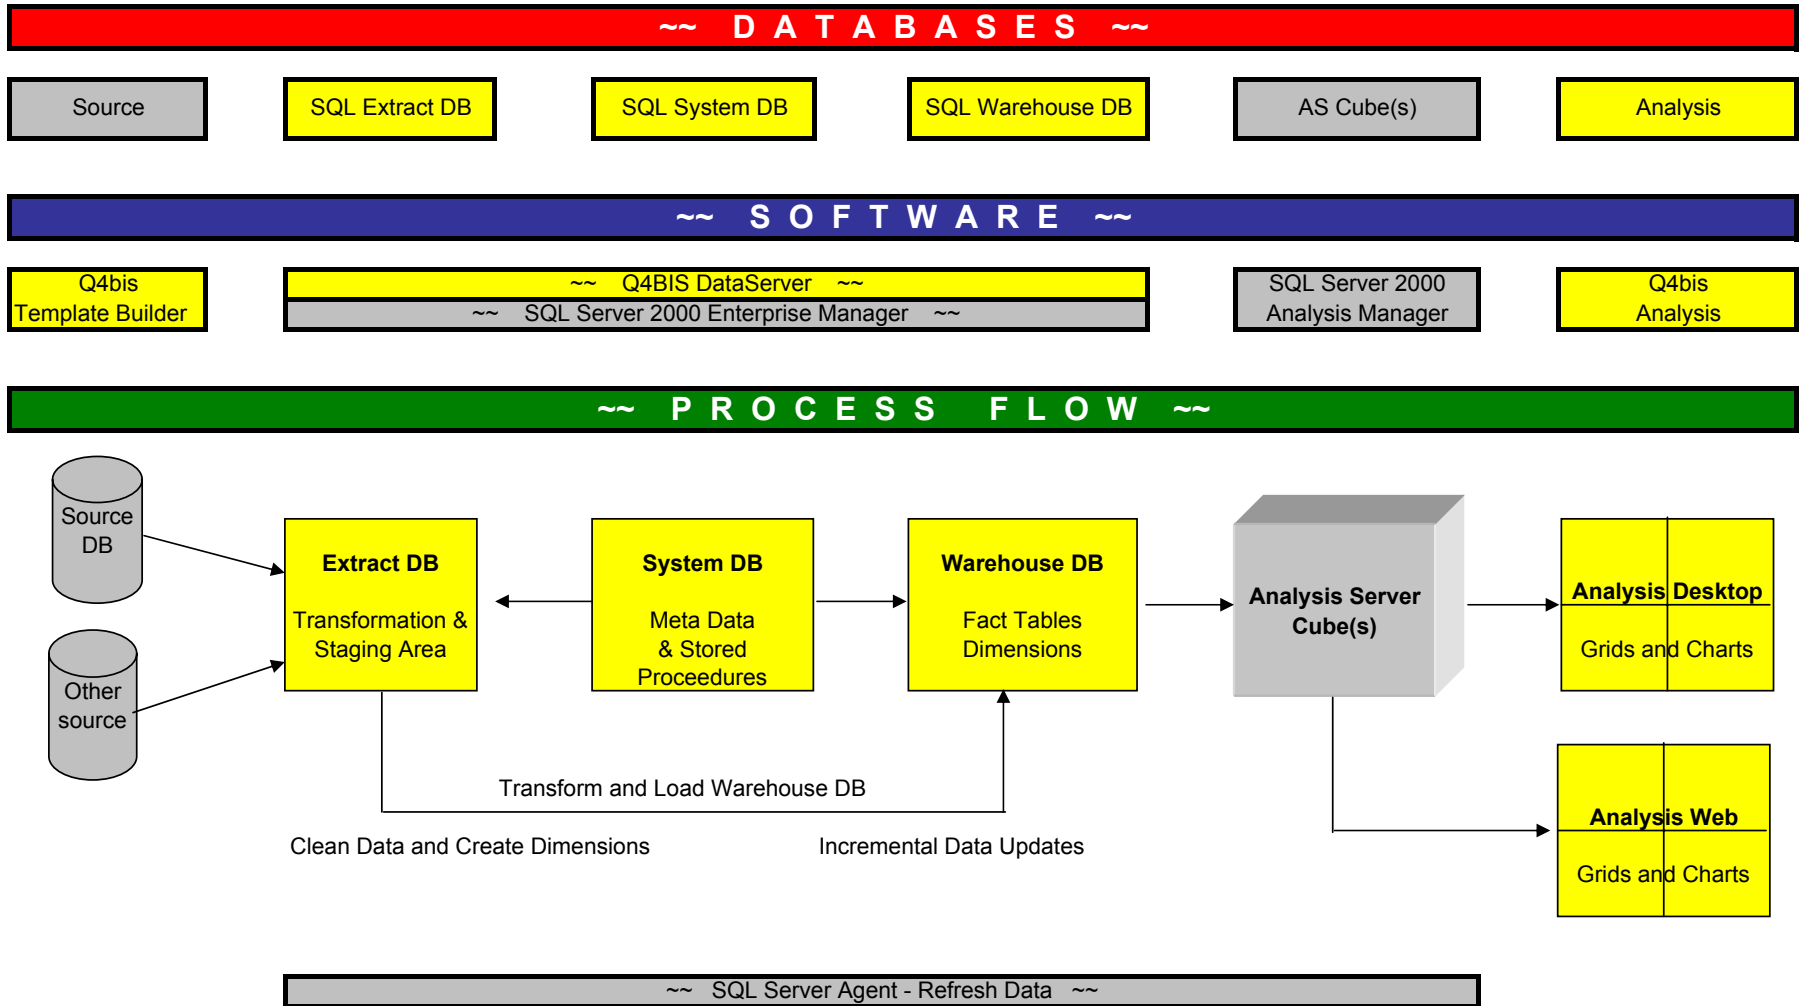 ~~ D A T A B A S E S ~~
Source
SQL Extract DB
SQL System DB
SQL Warehouse DB
AS Cube(s)
Analysis
~~ S O F T W A R E ~~
Q4bis
Template Builder
~~ Q4BIS DataServer ~~
~~ SQL Server 2000 Enterprise Manager ~~
SQL Server 2000
Analysis Manager
Q4bis
Analysis
~~ P R O C E S S F L O W ~~
Source
DB
Other
source
Extract DB
Transformation &
Staging Area
System DB
Meta Data
& Stored
Proceedures
Warehouse DB
Fact Tables
Dimensions
Analysis Server
Cube(s)
Analysis Desktop
Grids and Charts
Analysis Web
Grids and Charts
Transform and Load Warehouse DB
Clean Data and Create Dimensions
Incremental Data Updates
~~ SQL Server Agent - Refresh Data ~~